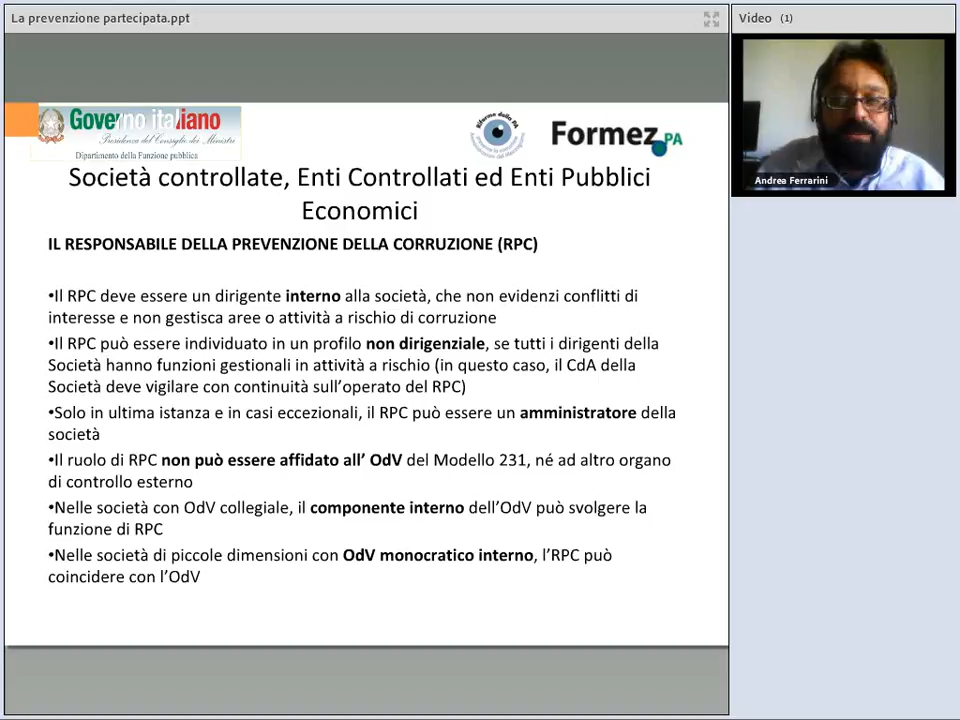 La prevenzione partecipata.ppt
Video (1)
Governo italiano
Presidenza del Consiglio dei Ministri
Dipartimento della Funzione pubblica
Riforma della PA
Formez PA
Andrea Ferrarini
Società controllate, Enti Controllati ed Enti Pubblici
Economici
IL RESPONSABILE DELLA PREVENZIONE DELLA CORRUZIONE (RPC)
•Il RPC deve essere un dirigente interno alla società, che non evidenzi conflitti di
interesse e non gestisca aree o attività a rischio di corruzione
•Il RPC può essere individuato in un profilo non dirigenziale, se tutti i dirigenti della
Società hanno funzioni gestionali in attività a rischio (in questo caso, il CdA della
Società deve vigilare con continuità sull’operato del RPC)
•Solo in ultima istanza e in casi eccezionali, il RPC può essere un amministratore della
società
•Il ruolo di RPC non può essere affidato all’ OdV del Modello 231, né ad altro organo
di controllo esterno
•Nelle società con OdV collegiale, il componente interno dell’OdV può svolgere la
funzione di RPC
•Nelle società di piccole dimensioni con OdV monocratico interno, l’RPC può
coincidere con l’OdV